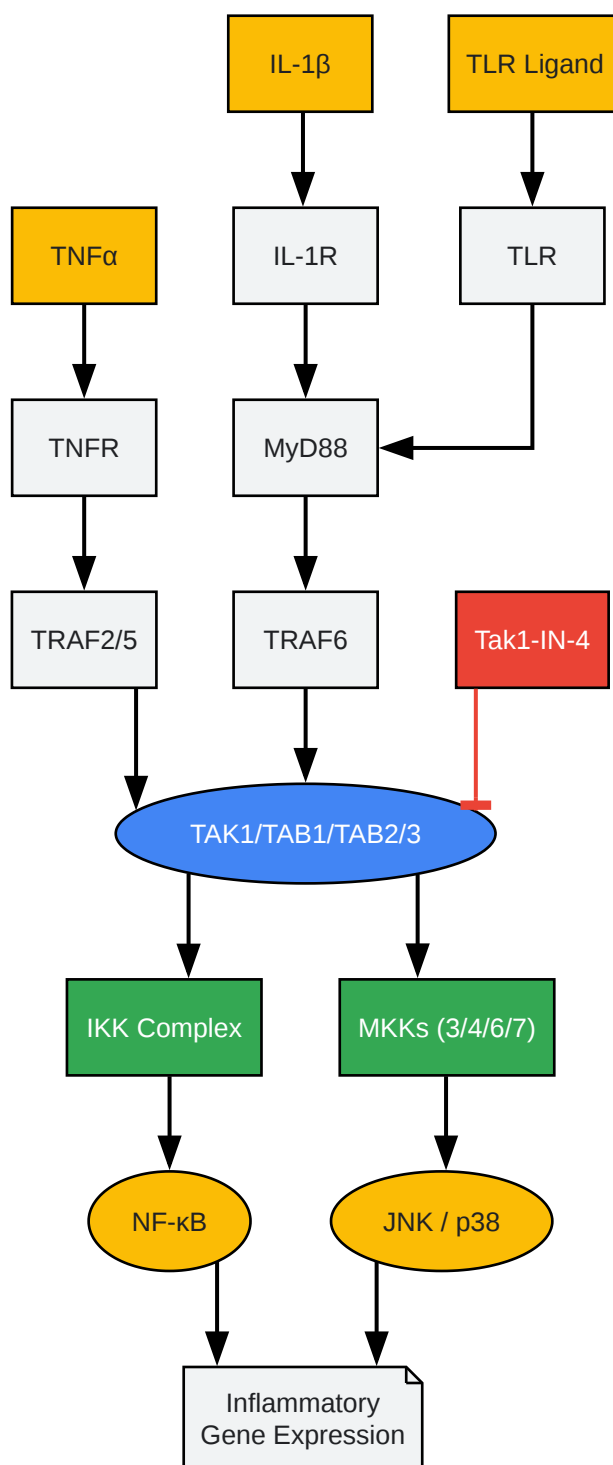 IL-1β
TLR Ligand
TNFα
IL-1R
TLR
TNFR
MyD88
TRAF2/5
TRAF6
Tak1-IN-4
TAK1/TAB1/TAB2/3
IKK Complex
MKKs (3/4/6/7)
NF-κB
JNK / p38
Inflammatory
Gene Expression